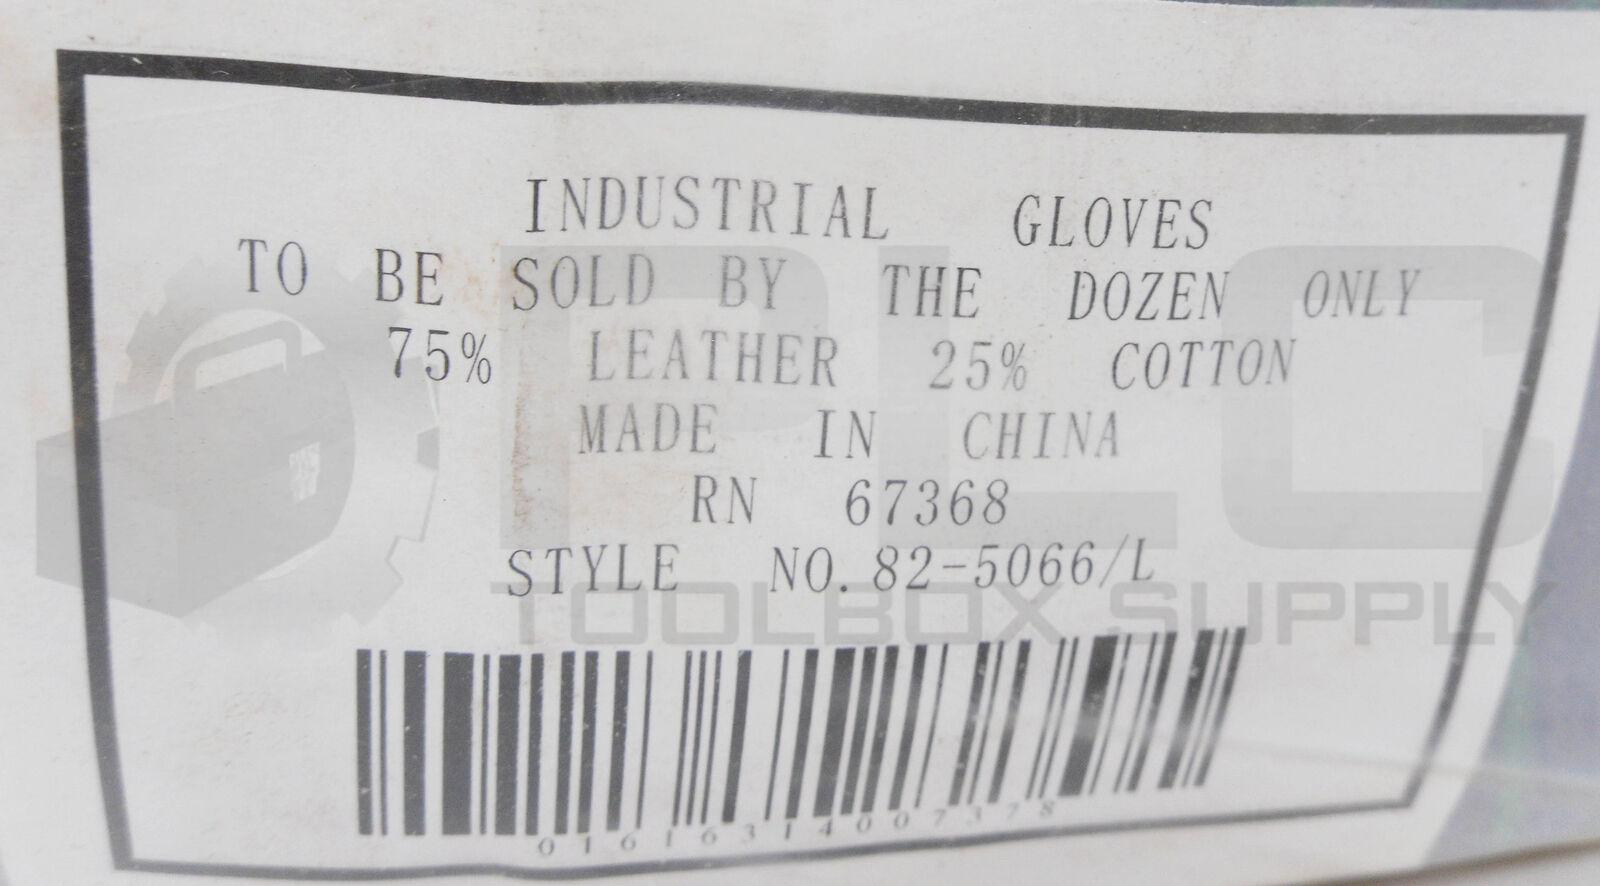 INDUSTRIAL GLOVES
TO BE SOLD BY THE DOZEN ONLY
75% LEATHER 25% COTTON
MADE IN CHINA
RN 67368
STYLE NO. 82-5066/L
01616314007378
PLC
TOOLBOX SUPPLY